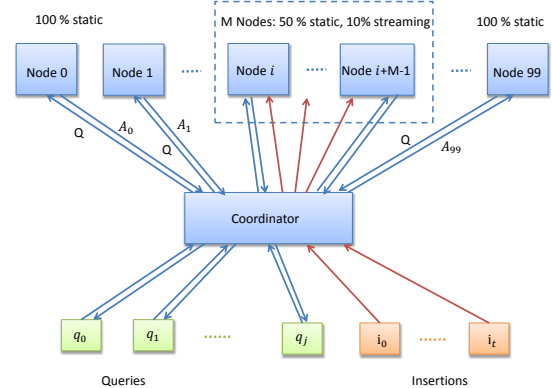 100 % static
M Nodes: 50 % static, 10% streaming
100 % static
Node 0
Node 1
Node i
Node i+M-1
Node 99
Q
A0
Q
A1
Q
A99
Coordinator
q0
q1
qj
i0
it
Queries
Insertions